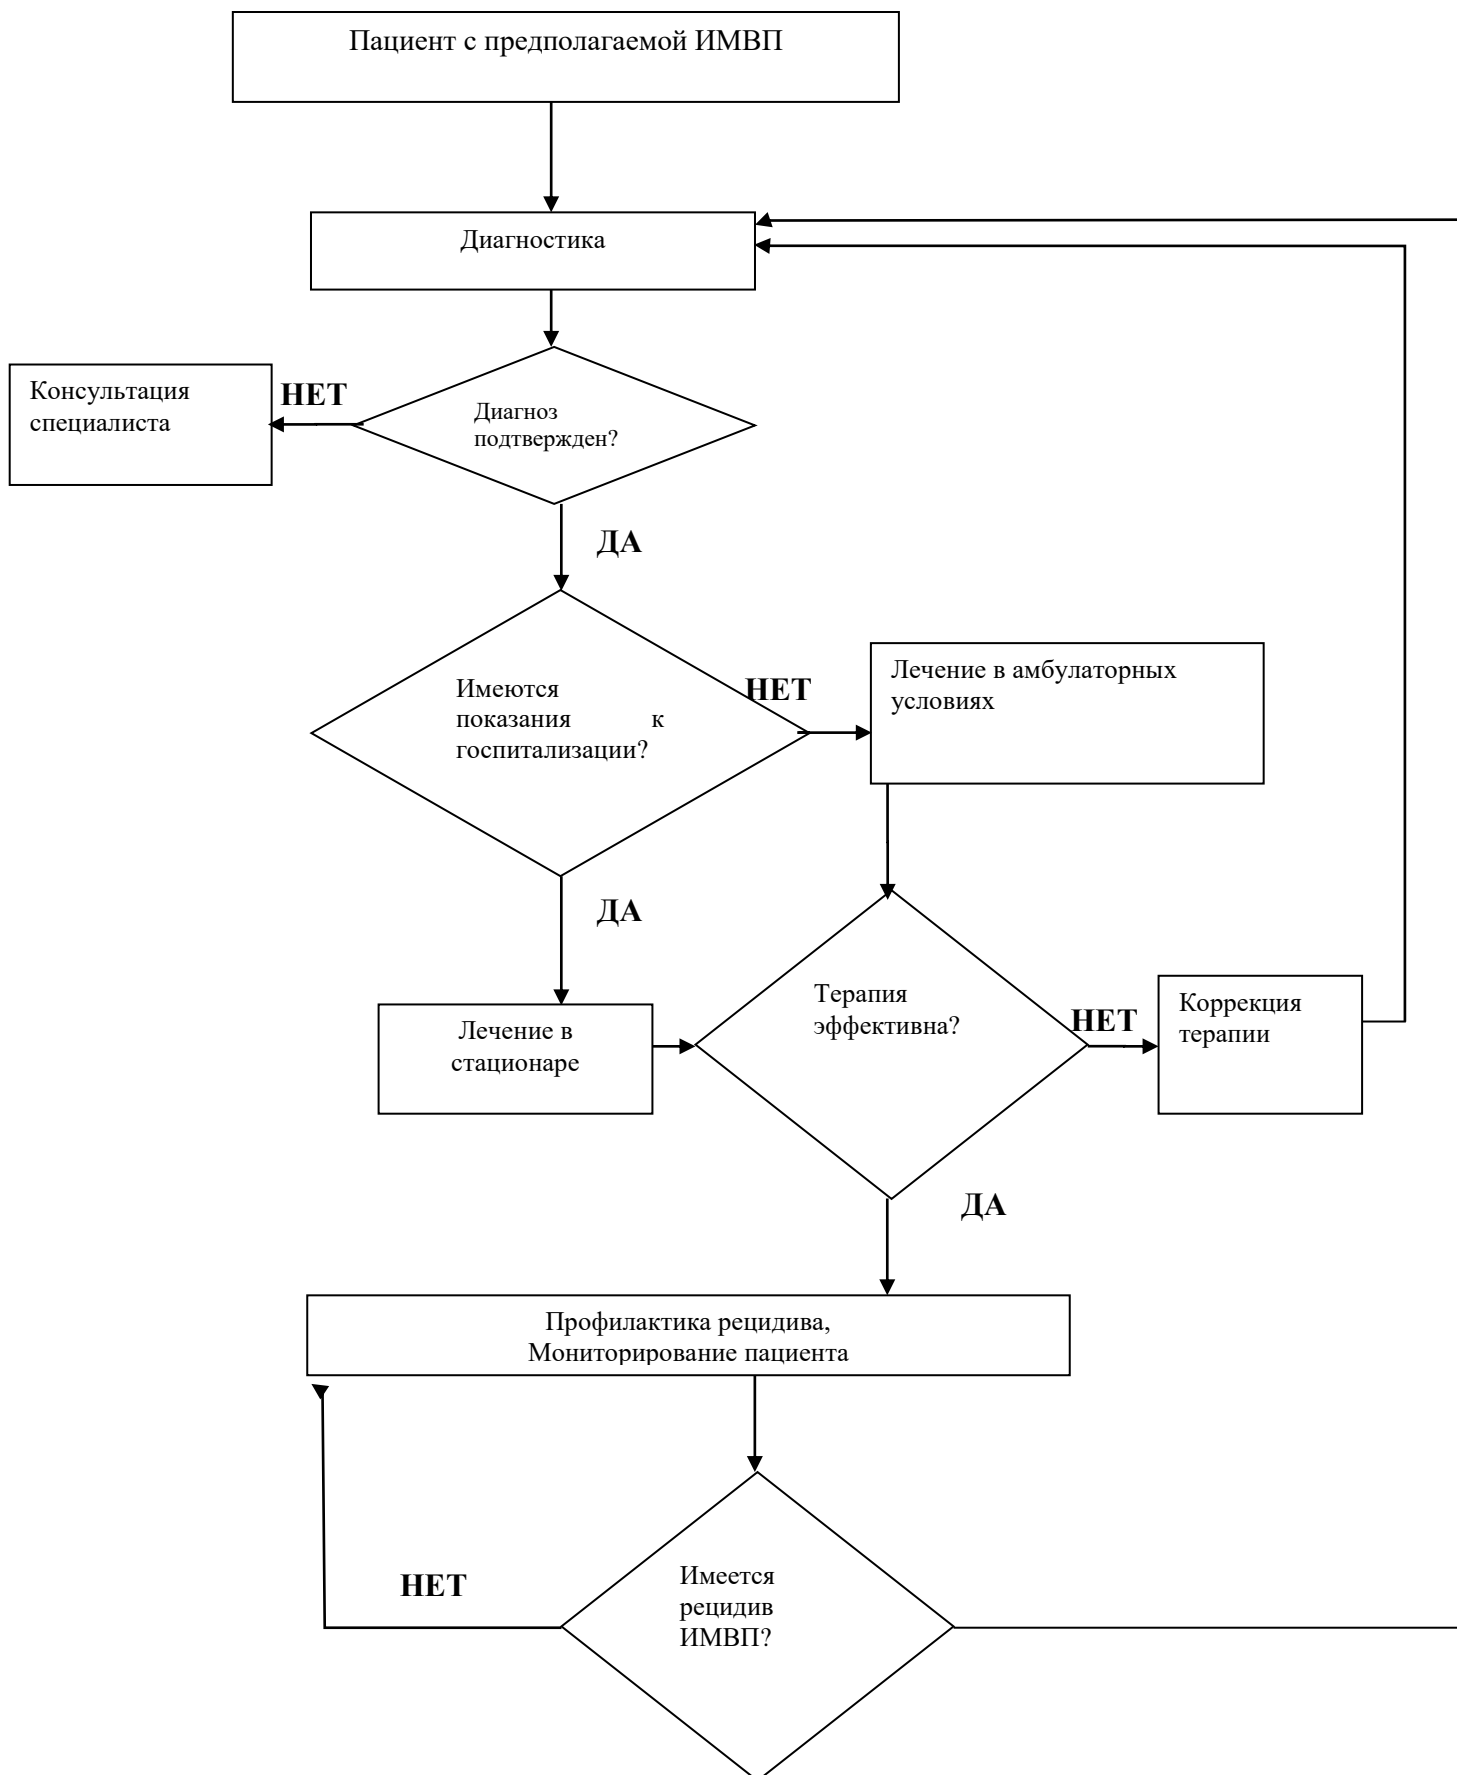 Пациент с предполагаемой ИМВП
Диагностика
Консультация
специалиста
НЕТ
Диагноз
подтвержден?
ДА
Имеются
показания к
госпитализации?
НЕТ
Лечение в амбулаторных
условиях
ДА
Лечение в
стационаре
Терапия
эффективна?
НЕТ
Коррекция
терапии
ДА
Профилактика рецидива,
Мониторирование пациента
НЕТ
Имеется
рецидив
ИМВП?